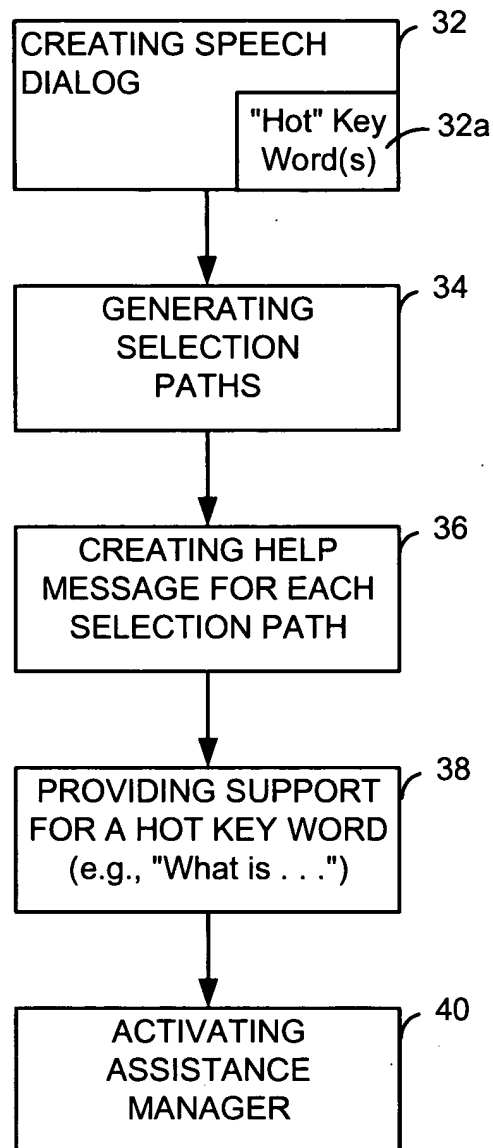 32
CREATING SPEECH
DIALOG
"Hot" Key
Word(s)
32a
34
GENERATING
SELECTION
PATHS
36
CREATING HELP
MESSAGE FOR EACH
SELECTION PATH
38
PROVIDING SUPPORT
FOR A HOT KEY WORD
(e.g., "What is . . .")
40
ACTIVATING
ASSISTANCE
MANAGER